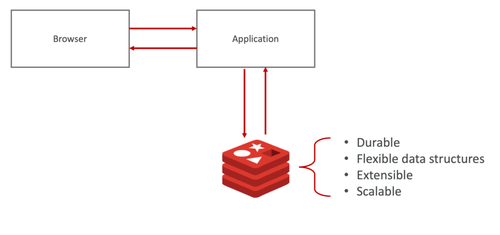 Browser
Application
• Durable
• Flexible data structures
• Extensible
• Scalable